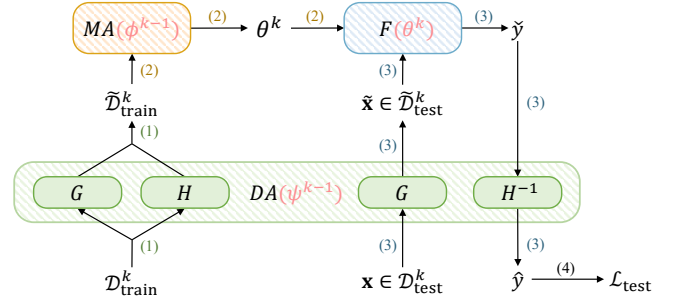 MA(ϕ^{k−1}) (2) θ^k (2) F(θ^k) (3) y̌
(2) (3) (3)
𝒟̃^k_train x̃ ∈ 𝒟̃^k_test
(1) (3)
G H DA(ψ^{k−1}) G H^{−1}
(1) (3) (3)
𝒟^k_train x ∈ 𝒟^k_test ŷ (4) ℒ_test